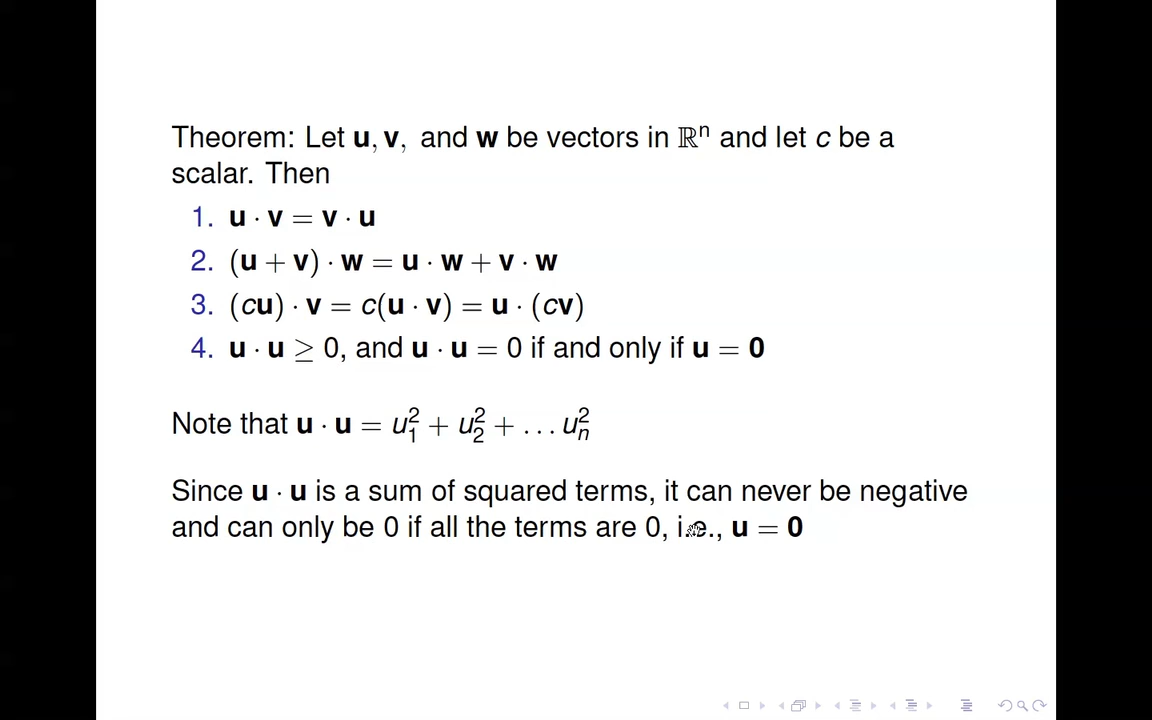 Theorem: Let u, v, and w be vectors in ℝⁿ and let c be a
scalar. Then
1. u · v = v · u
2. (u + v) · w = u · w + v · w
3. (cu) · v = c(u · v) = u · (cv)
4. u · u ≥ 0, and u · u = 0 if and only if u = 0
Note that u · u = u₁² + u₂² + … uₙ²
Since u · u is a sum of squared terms, it can never be negative
and can only be 0 if all the terms are 0, i.e., u = 0